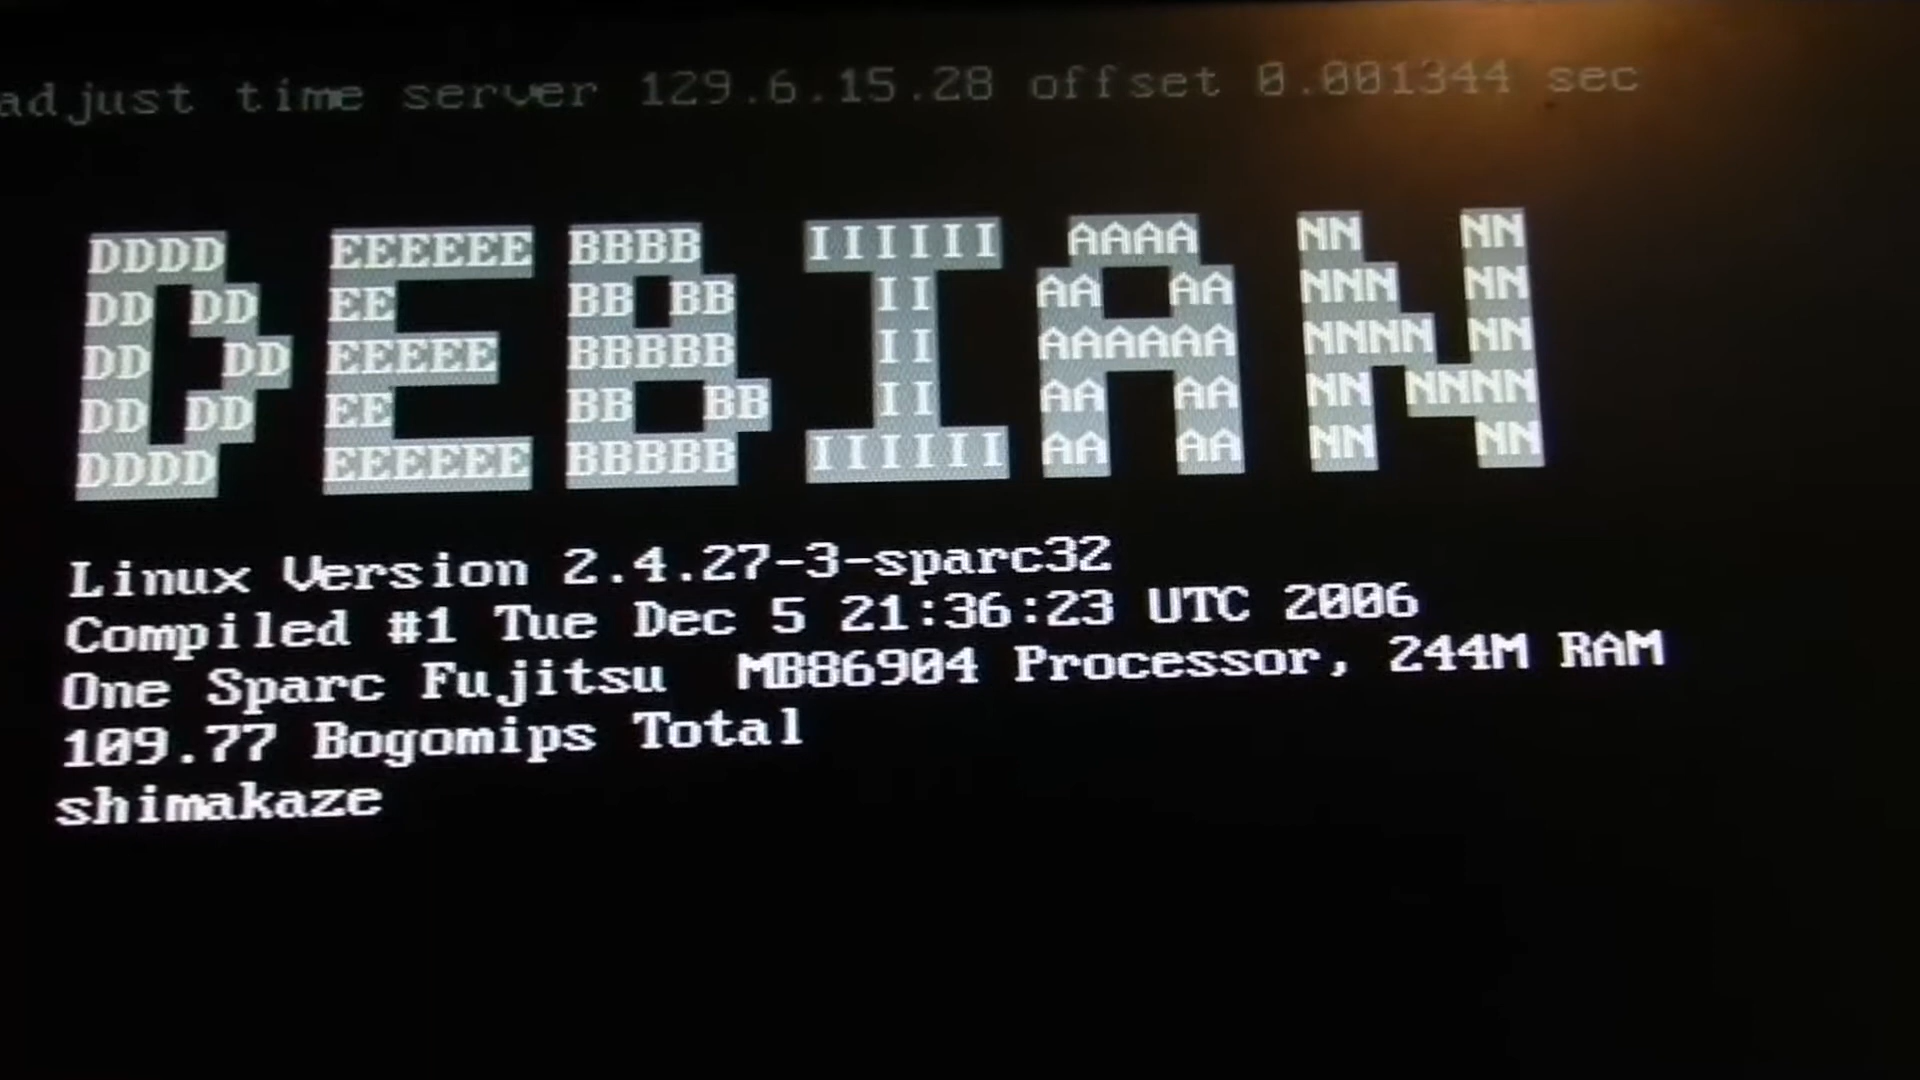 adjust time server 129.6.15.28 offset 0.001344 sec
DDDD EEEEEE BBBB IIIIII AAAA NN NN
DD DD EE BB BB II AA AA NNN NN
DD DD EEEEE BBBBB II AAAAAA NNNN NN
DD DD EE BB BB II AA AA NN NNNN
DDDD EEEEEE BBBBB IIIIII AA AA NN NN
Linux Version 2.4.27-3-sparc32
Compiled #1 Tue Dec 5 21:36:23 UTC 2006
One Sparc Fujitsu MB86904 Processor, 244M RAM
109.77 Bogomips Total
shimakaze